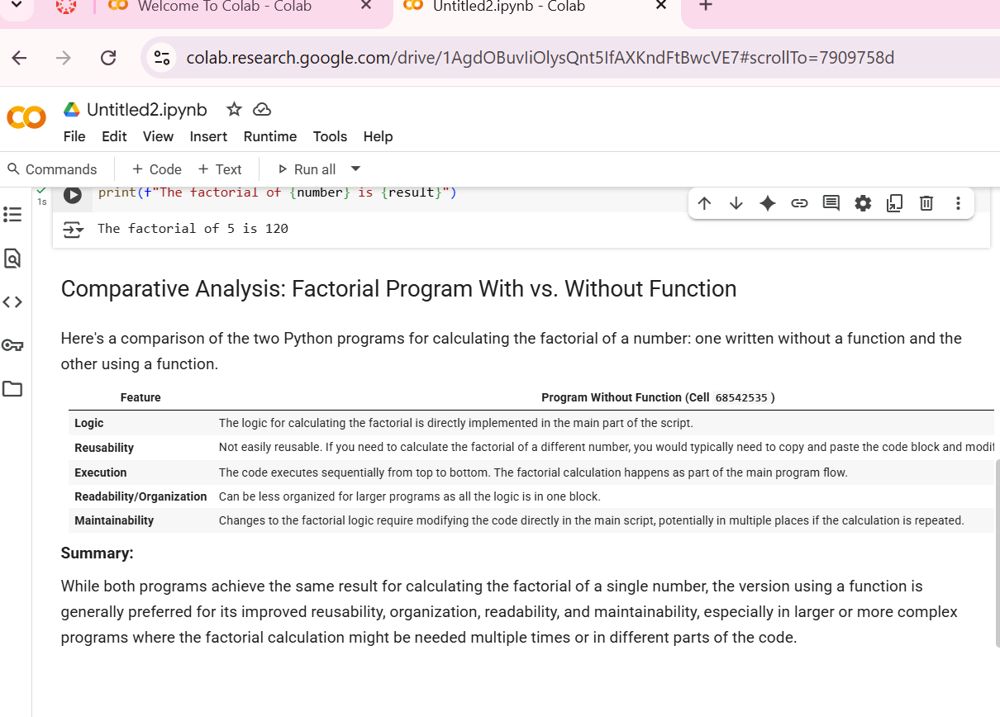 Welcome To Colab - Colab
Untitled2.ipynb - Colab
colab.research.google.com/drive/1AgdOBuvIiOlysQnt5IfAXKndFtBwcVE7#scrollTo=7909758d
Untitled2.ipynb
File Edit View Insert Runtime Tools Help
Commands + Code + Text Run all
1s
print(f"The factorial of {number} is {result}")
The factorial of 5 is 120
Comparative Analysis: Factorial Program With vs. Without Function
Here's a comparison of the two Python programs for calculating the factorial of a number: one written without a function and the
other using a function.
Feature Program Without Function (Cell 68542535 )
Logic The logic for calculating the factorial is directly implemented in the main part of the script.
Reusability Not easily reusable. If you need to calculate the factorial of a different number, you would typically need to copy and paste the code block and
Execution The code executes sequentially from top to bottom. The factorial calculation happens as part of the main program flow.
Readability/Organization Can be less organized for larger programs as all the logic is in one block.
Maintainability Changes to the factorial logic require modifying the code directly in the main script, potentially in multiple places if the calculation is repeated.
Summary:
While both programs achieve the same result for calculating the factorial of a single number, the version using a function is
generally preferred for its improved reusability, organization, readability, and maintainability, especially in larger or more complex
programs where the factorial calculation might be needed multiple times or in different parts of the code.